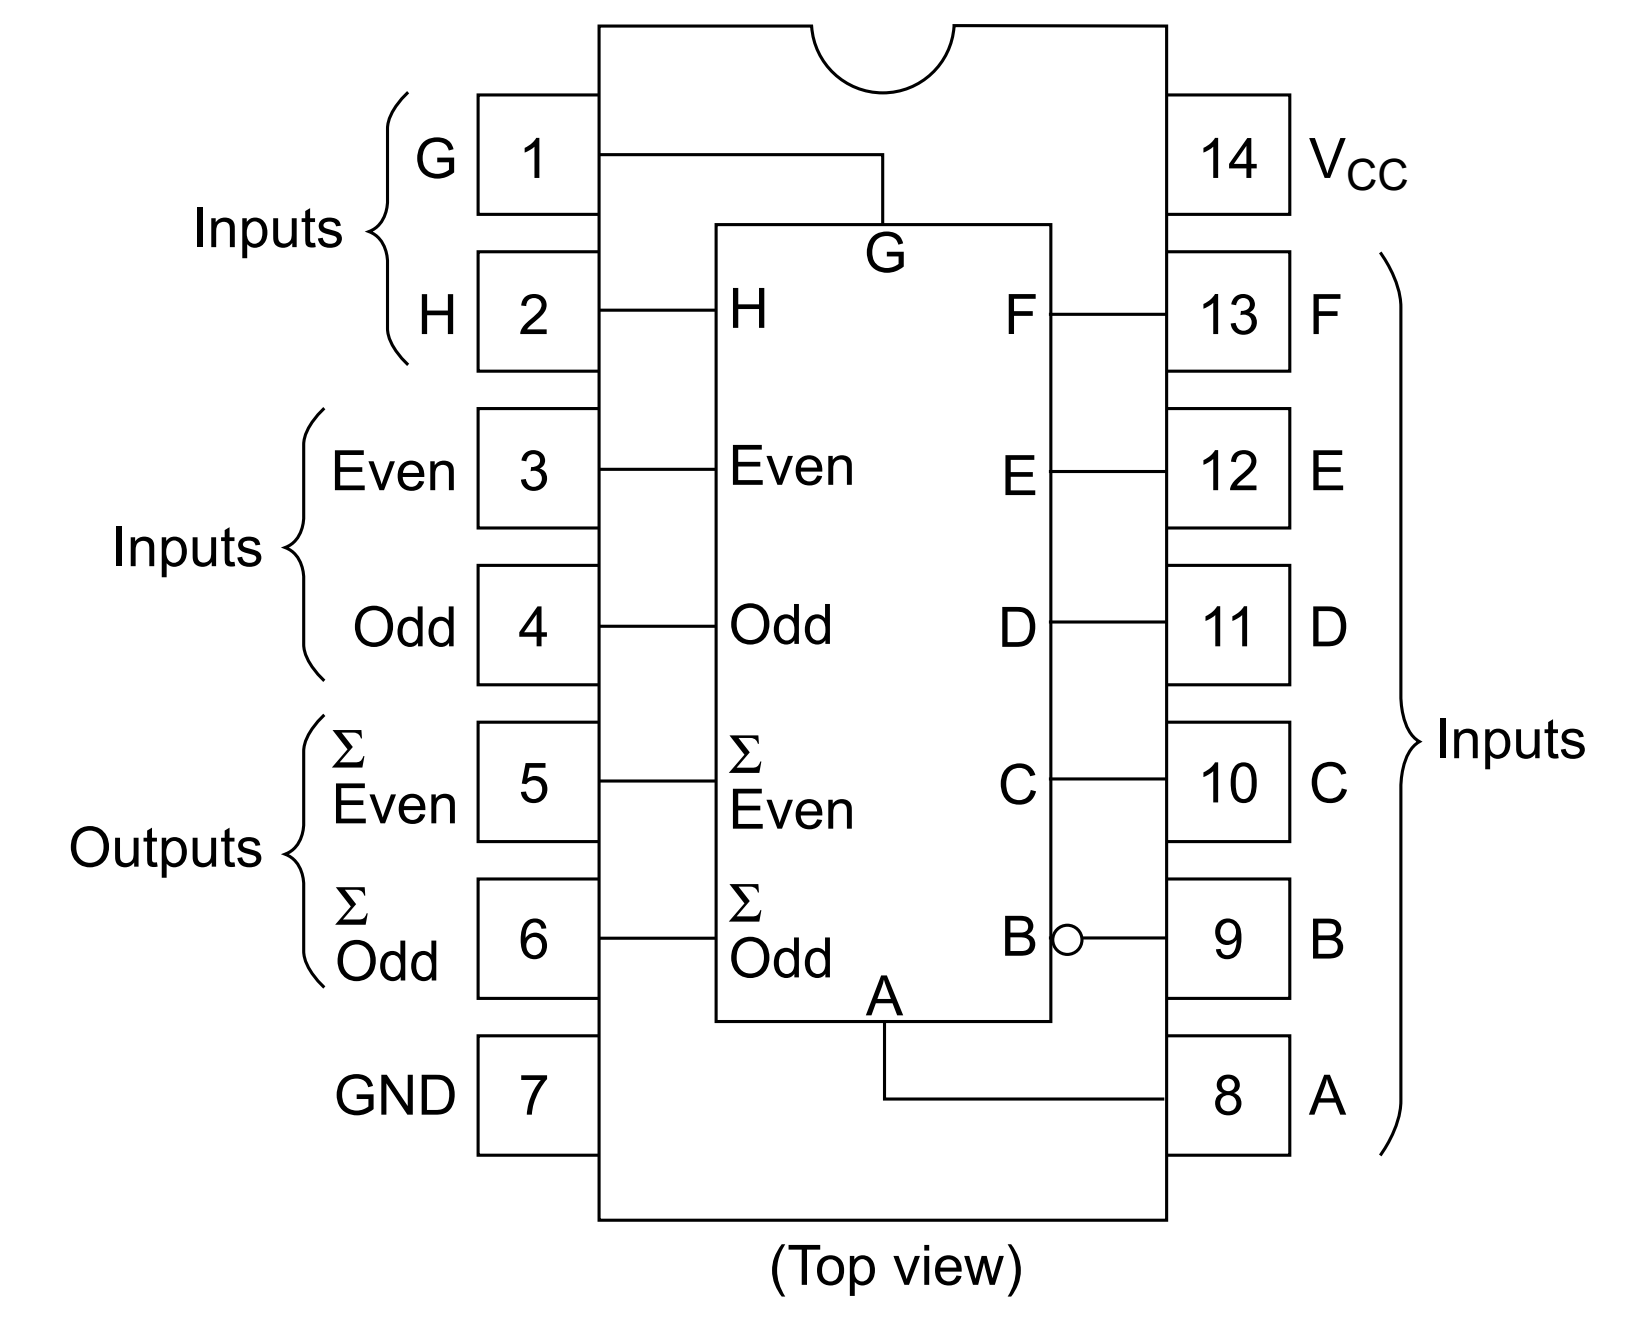 G 1 14 VCC
Inputs
G
H 2 H F 13 F
Even 3 Even E 12 E
Inputs
Odd 4 Odd D 11 D
Σ Σ
Even 5 Even C 10 C Inputs
Outputs
Σ Σ
Odd 6 Odd B 9 B
A
GND 7 8 A
(Top view)